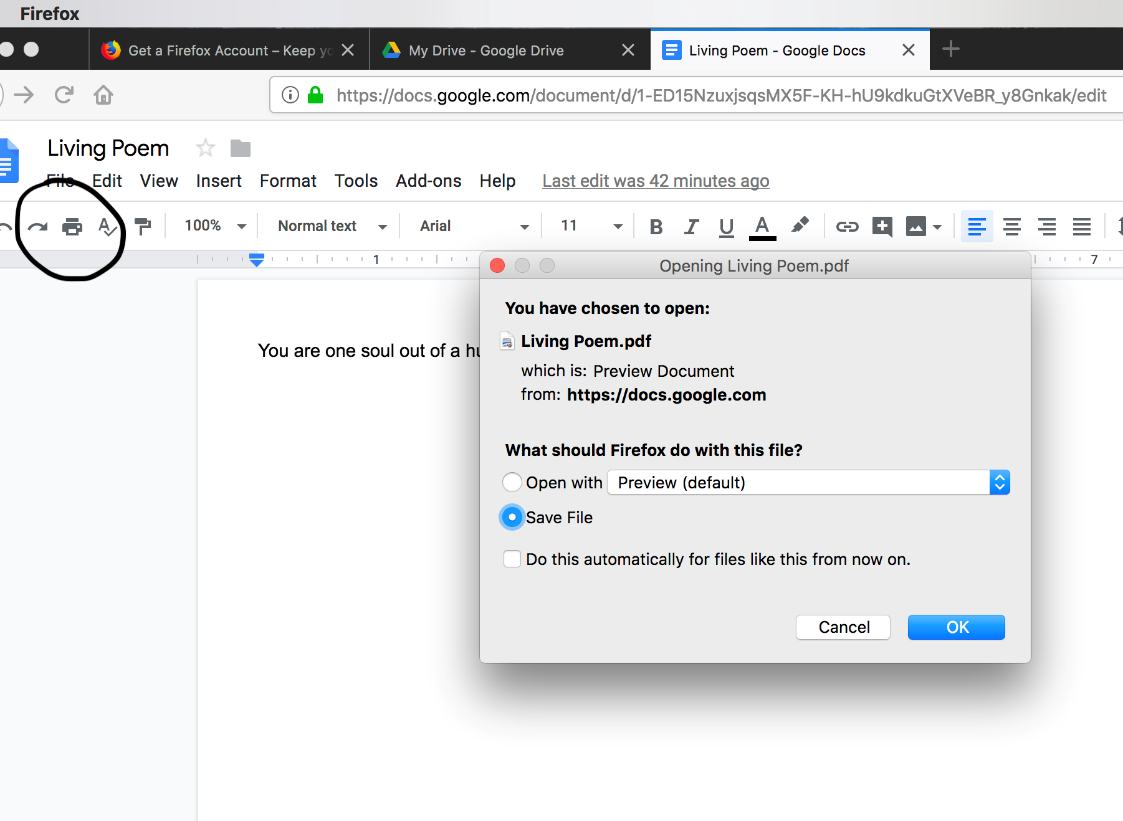 Firefox
Get a Firefox Account – Keep yo
My Drive - Google Drive
Living Poem - Google Docs
https://docs.google.com/document/d/1-ED15NzuxjsqsMX5F-KH-hU9kdkuGtXVeBR_y8Gnkak/edit
Living Poem
File Edit View Insert Format Tools Add-ons Help Last edit was 42 minutes ago
100% Normal text Arial 11 B I U A
1 7
Opening Living Poem.pdf
You have chosen to open:
Living Poem.pdf
You are one soul out of a hu
which is: Preview Document
from: https://docs.google.com
What should Firefox do with this file?
Open with Preview (default)
Save File
Do this automatically for files like this from now on.
Cancel OK